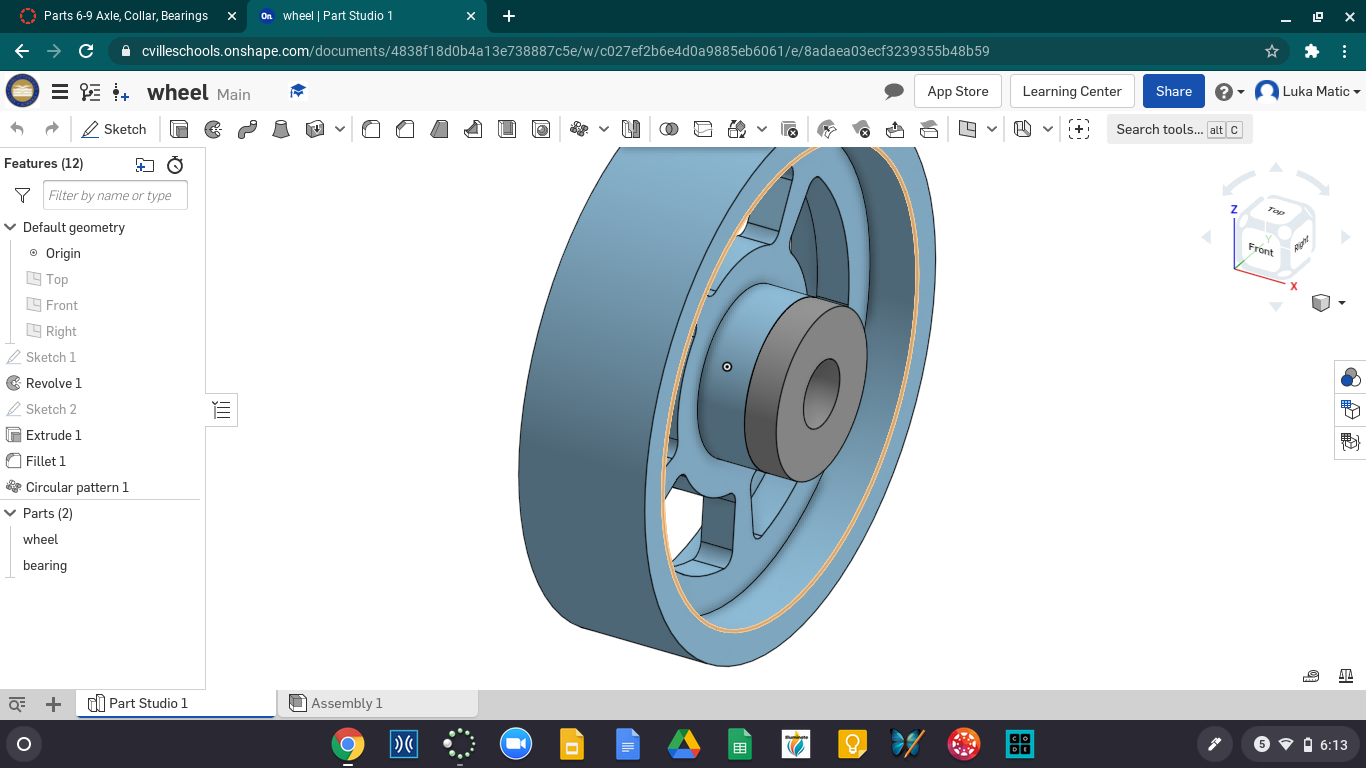 Parts 6-9 Axle, Collar, Bearings
On wheel | Part Studio 1
cvilleschools.onshape.com/documents/4838f18d0b4a13e738887c5e/w/c027ef2b6e4d0a9885eb6061/e/8adaea03ecf3239355b48b59
wheel Main
App Store
Learning Center
Share
Luka Matic
Sketch
Search tools... alt C
Features (12)
Filter by name or type
Default geometry
Origin
Top
Front
Right
Sketch 1
Revolve 1
Sketch 2
Extrude 1
Fillet 1
Circular pattern 1
Parts (2)
wheel
bearing
Z
Top
Y
Front
Right
X
Part Studio 1
Assembly 1
illuminate
CODE
5
6:13